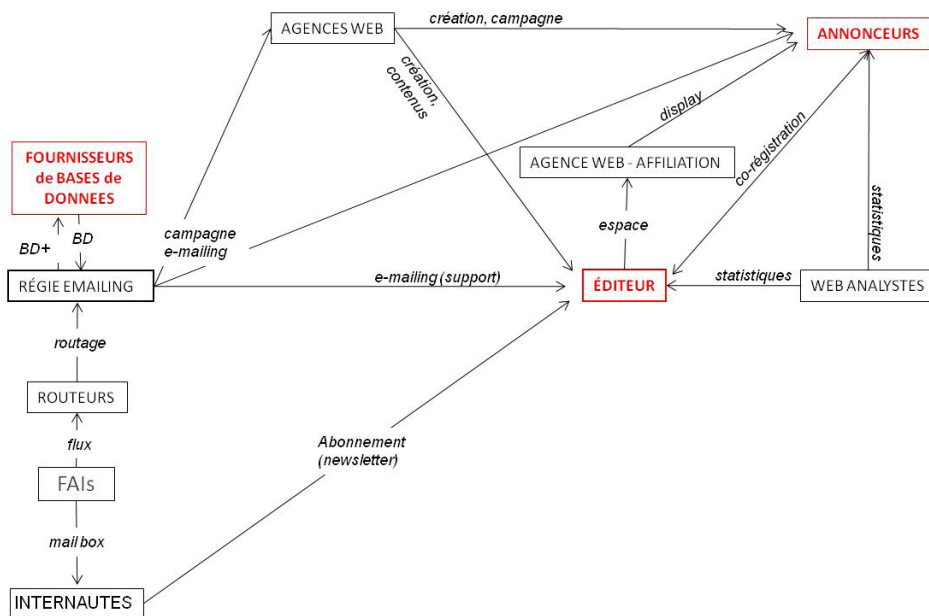 AGENCES WEB
création, campagne
ANNONCEURS
création,
contenus
display
co-régistration
FOURNISSEURS
de BASES de
DONNEES
AGENCE WEB - AFFILIATION
BD+
BD
campagne
e-mailing
espace
statistiques
RÉGIE EMAILING
e-mailing (support)
ÉDITEUR
statistiques
WEB ANALYSTES
routage
ROUTEURS
flux
Abonnement
(newsletter)
FAIs
mail box
INTERNAUTES